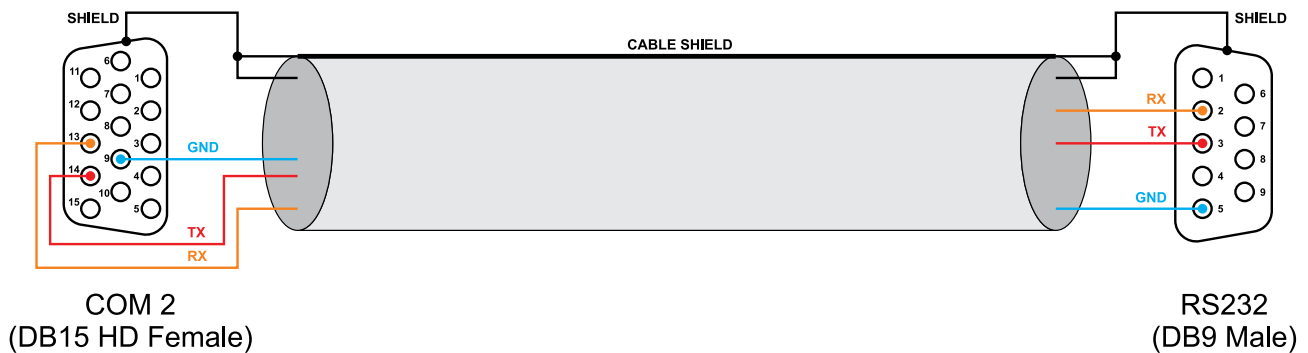 SHIELD
SHIELD
CABLE SHIELD
6
11
1
7
12
2
8
13
3
9
14
4
10
15
5
GND
TX
RX
RX
TX
GND
1
6
2
7
3
8
4
9
5
COM 2
(DB15 HD Female)
RS232
(DB9 Male)